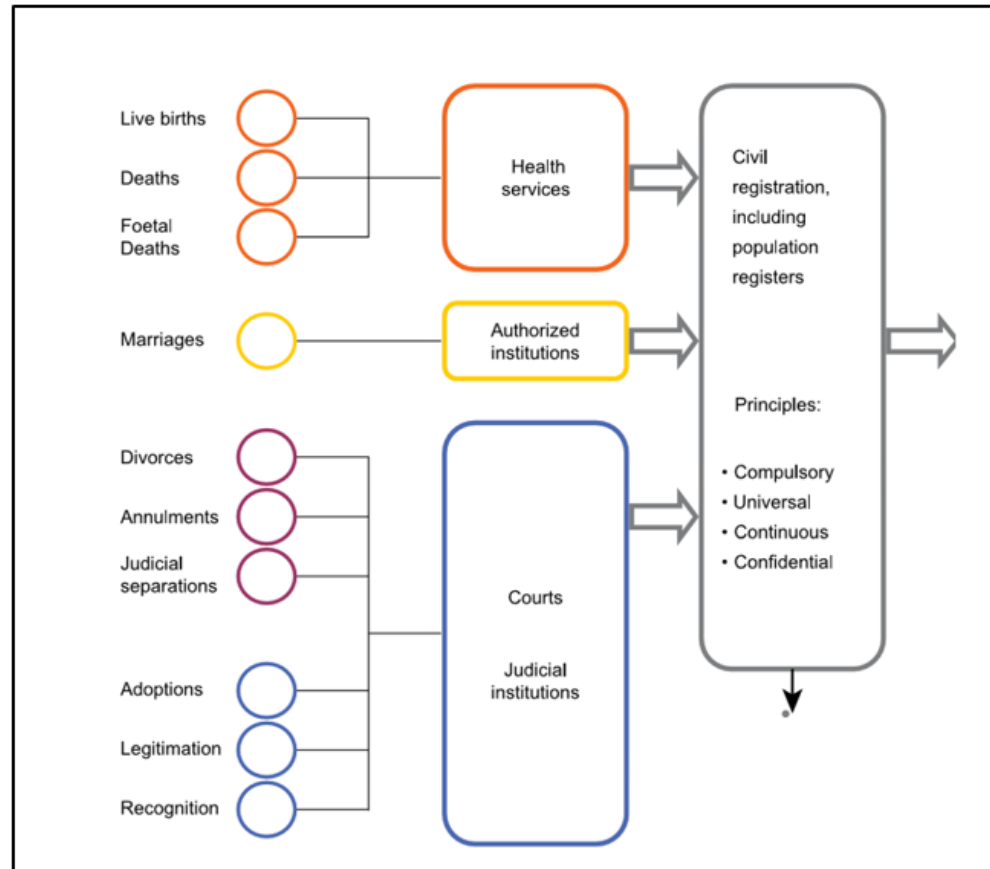 Live births
Deaths
Foetal
Deaths
Marriages
Divorces
Annulments
Judicial
separations
Adoptions
Legitimation
Recognition
Health
services
Authorized
institutions
Courts
Judicial
institutions
Civil
registration,
including
population
registers
Principles:
• Compulsory
• Universal
• Continuous
• Confidential